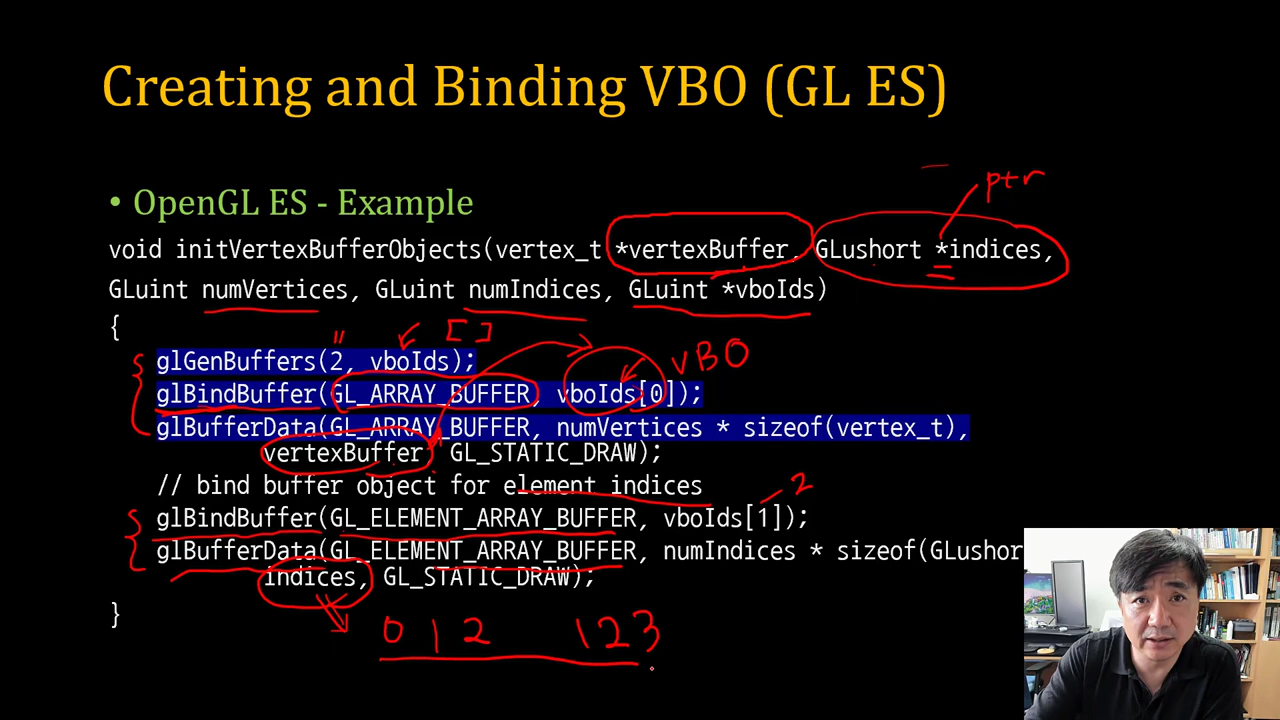 Creating and Binding VBO (GL ES)
• OpenGL ES - Example
ptr
void initVertexBufferObjects(vertex_t *vertexBuffer, GLushort *indices,
GLuint numVertices, GLuint numIndices, GLuint *vboIds)
{
[ ]
VBO
glGenBuffers(2, vboIds);
glBindBuffer(GL_ARRAY_BUFFER, vboIds[0]);
glBufferData(GL_ARRAY_BUFFER, numVertices * sizeof(vertex_t),
vertexBuffer, GL_STATIC_DRAW);
// bind buffer object for element indices
2
glBindBuffer(GL_ELEMENT_ARRAY_BUFFER, vboIds[1]);
glBufferData(GL_ELEMENT_ARRAY_BUFFER, numIndices * sizeof(GLushor
indices, GL_STATIC_DRAW);
}
0 1 2 1 2 3